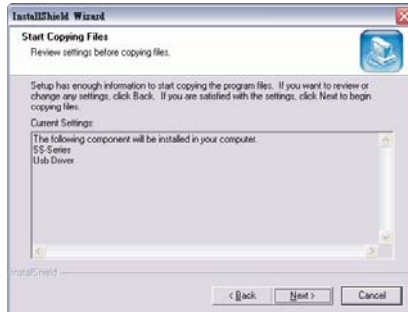 InstallShield Wizard
Start Copying Files
Review settings before copying files.
Setup has enough information to start copying the program files. If you want to review or
change any settings, click Back. If you are satisfied with the settings, click Next to begin
copying files.
Current Settings:
The following component will be installed in your computer.
SS-Series
Usb Driver
InstallShield
< Back Next > Cancel